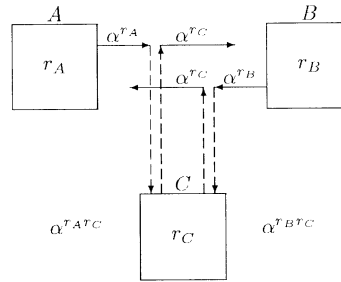 A B
α^{r_A} α^{r_C}
r_A α^{r_C} α^{r_B} r_B
C
α^{r_A r_C} r_C α^{r_B r_C}